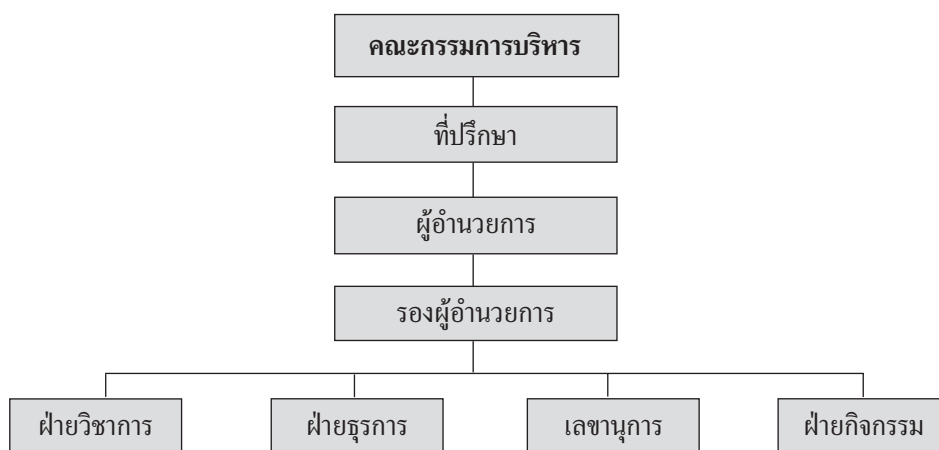 คณะกรรมการบริหาร
ที่ปรึกษา
ผู้อำนวยการ
รองผู้อำนวยการ
ฝ่ายวิชาการ
ฝ่ายธุรการ
เลขานุการ
ฝ่ายกิจกรรม